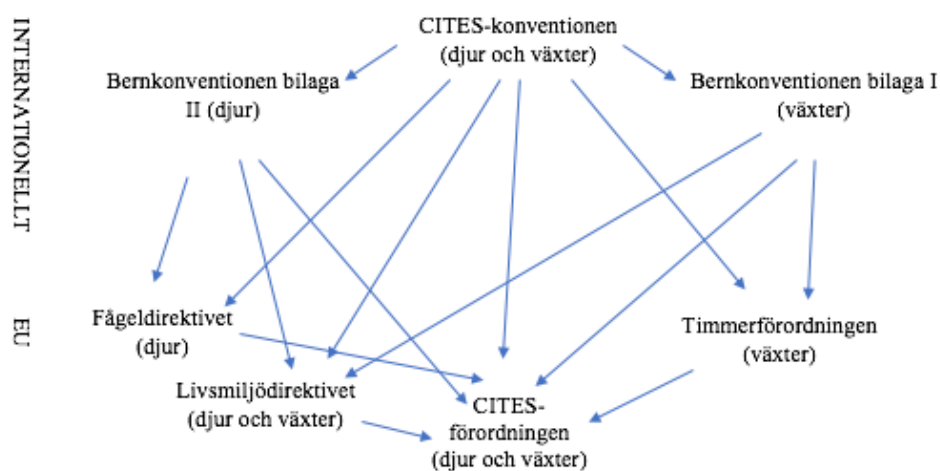 INTERNATIONELLT
CITES-konventionen
(djur och växter)
Bernkonventionen bilaga
II (djur)
Bernkonventionen bilaga I
(växter)
EU
Fågeldirektivet
(djur)
Timmerförordningen
(växter)
Livsmiljödirektivet
(djur och växter)
CITES-
förordningen
(djur och växter)